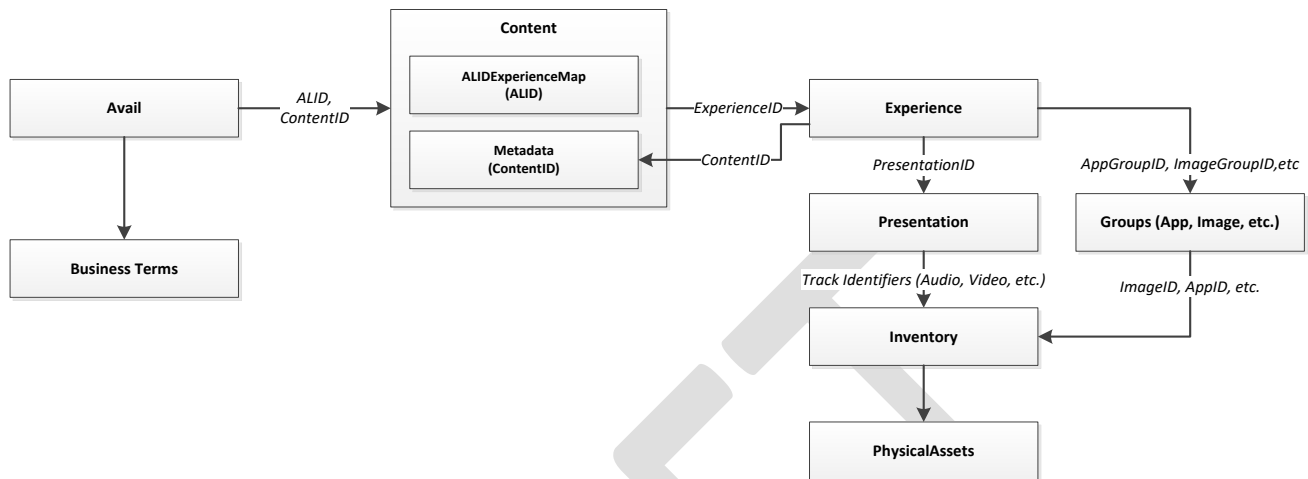 Content
ALIDExperienceMap
(ALID)
Avail
ALID,
ContentID
ExperienceID
Experience
Metadata
(ContentID)
ContentID
PresentationID
AppGroupID, ImageGroupID,etc
Presentation
Groups (App, Image, etc.)
Business Terms
Track Identifiers (Audio, Video, etc.)
ImageID, AppID, etc.
Inventory
PhysicalAssets